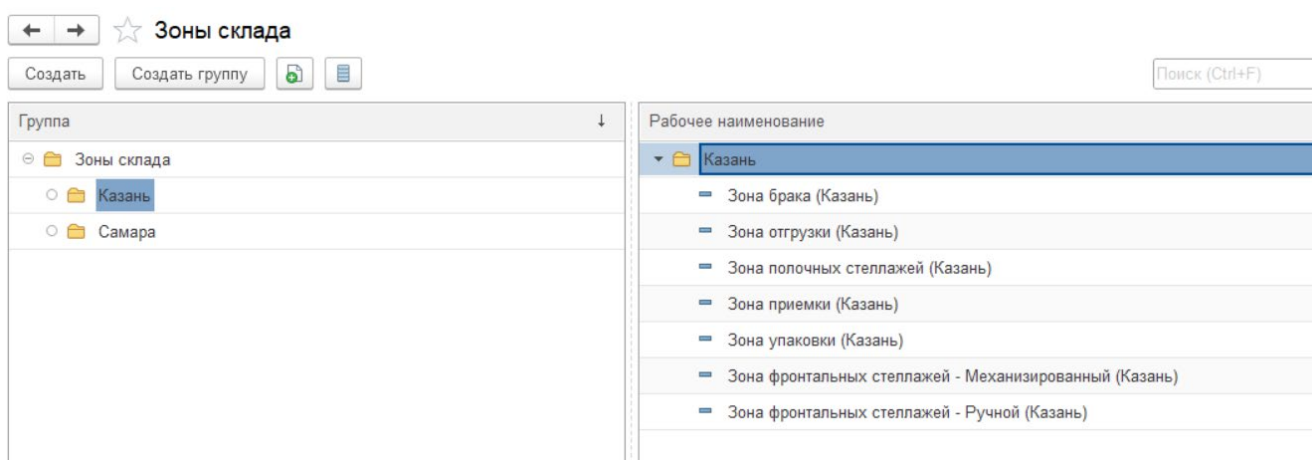 Зоны склада
Создать Создать группу Поиск (Ctrl+F)
Группа ↓ Рабочее наименование
Зоны склада
Казань
Самара
Казань
Зона брака (Казань)
Зона отгрузки (Казань)
Зона полочных стеллажей (Казань)
Зона приемки (Казань)
Зона упаковки (Казань)
Зона фронтальных стеллажей - Механизированный (Казань)
Зона фронтальных стеллажей - Ручной (Казань)